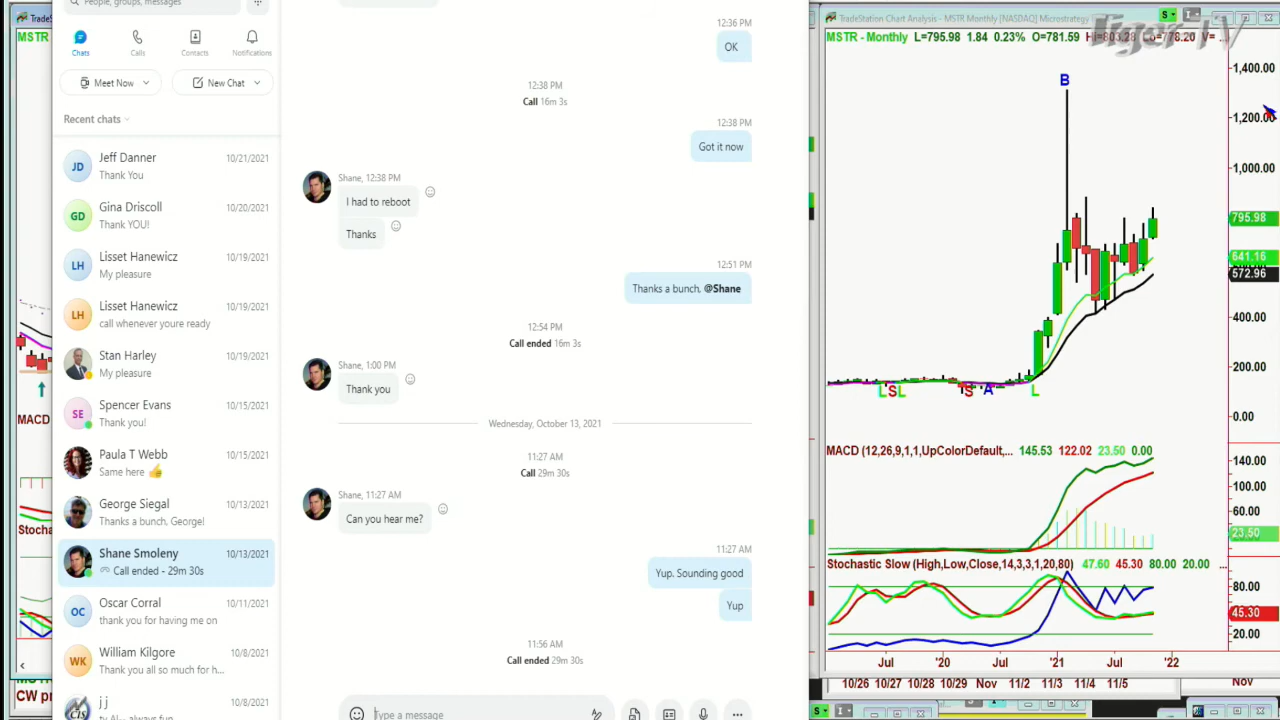 TradeS
MSTR
MACD
Stocha
CW pr
People, groups, messages
Chats
Calls
Contacts
Notifications
Meet Now
New Chat
Recent chats
JD
Jeff Danner
10/21/2021
Thank You
GD
Gina Driscoll
10/20/2021
Thank YOU!
LH
Lisset Hanewicz
10/19/2021
My pleasure
LH
Lisset Hanewicz
10/19/2021
call whenever youre ready
Stan Harley
10/19/2021
My pleasure
SE
Spencer Evans
10/15/2021
Thank you!
Paula T Webb
10/15/2021
Same here 👍
George Siegal
10/13/2021
Thanks a bunch, George!
Shane Smoleny
10/13/2021
Call ended - 29m 30s
OC
Oscar Corral
10/11/2021
thank you for having me on
WK
William Kilgore
10/8/2021
Thank you all so much for h...
j j
10/8/2021
12:36 PM
OK
12:38 PM
Call 16m 3s
12:38 PM
Got it now
Shane, 12:38 PM
I had to reboot
Thanks
12:51 PM
Thanks a bunch, @Shane
12:54 PM
Call ended 16m 3s
Shane, 1:00 PM
Thank you
Wednesday, October 13, 2021
11:27 AM
Call 29m 30s
Shane, 11:27 AM
Can you hear me?
11:27 AM
Yup. Sounding good
Yup
11:56 AM
Call ended 29m 30s
Type a message
TradeStation Chart Analysis - MSTR Monthly [NASDAQ] Microstrategy
S
I
Tiger TV
MSTR - Monthly L=795.98 1.84 0.23% O=781.59 Hi=803.28 Lo=778.20 V= ...
B
1,400.00
1,200.00
1,000.00
795.98
641.16
572.96
400.00
200.00
0.00
LSL
S
A
L
MACD (12,26,9,1,1,UpColorDefault,... 145.53 122.02 23.50 0.00
140.00
100.00
60.00
23.50
Stochastic Slow (High,Low,Close,14,3,3,1,20,80) 47.60 45.30 80.00 20.00 ...
80.00
45.30
20.00
Jul '20 Jul '21 Jul '22
10/26 10/27 10/28 10/29 Nov 11/2 11/3 11/4 11/5 Nov
S
I